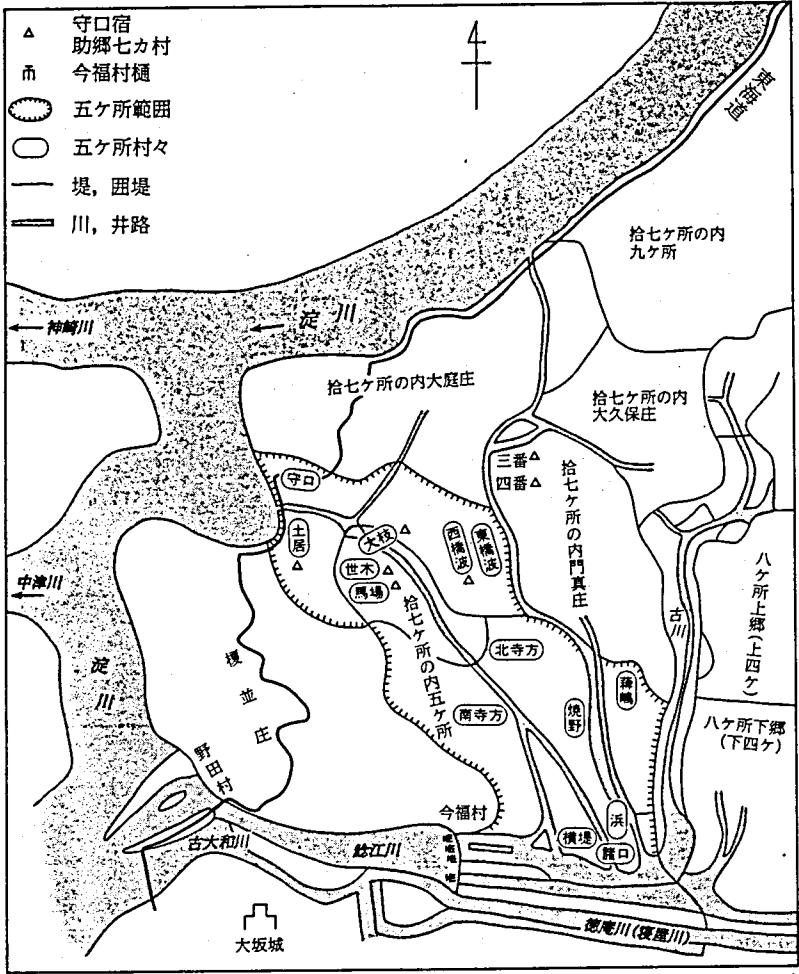 守口宿
助郷七カ村
今福村樋
五ケ所範囲
五ケ所村々
堤，囲堤
川，井路
東海道
拾七ケ所の内
九ケ所
神崎川
淀川
拾七ケ所の内大庭庄
拾七ケ所の内
大久保庄
三番
四番
拾七ケ所の内門真庄
守口
土居
大枝
世木
馬場
西橋波
東橋波
中津川
淀川
榎並庄
拾七ケ所の内五ケ所
北寺方
南寺方
焼野
古川
八ケ所上郷(上四ケ)
八ケ所下郷
(下四ケ)
野田村
今福村
浜
横堤
諸口
古大和川
鯰江川
徳庵川(寝屋川)
大坂城